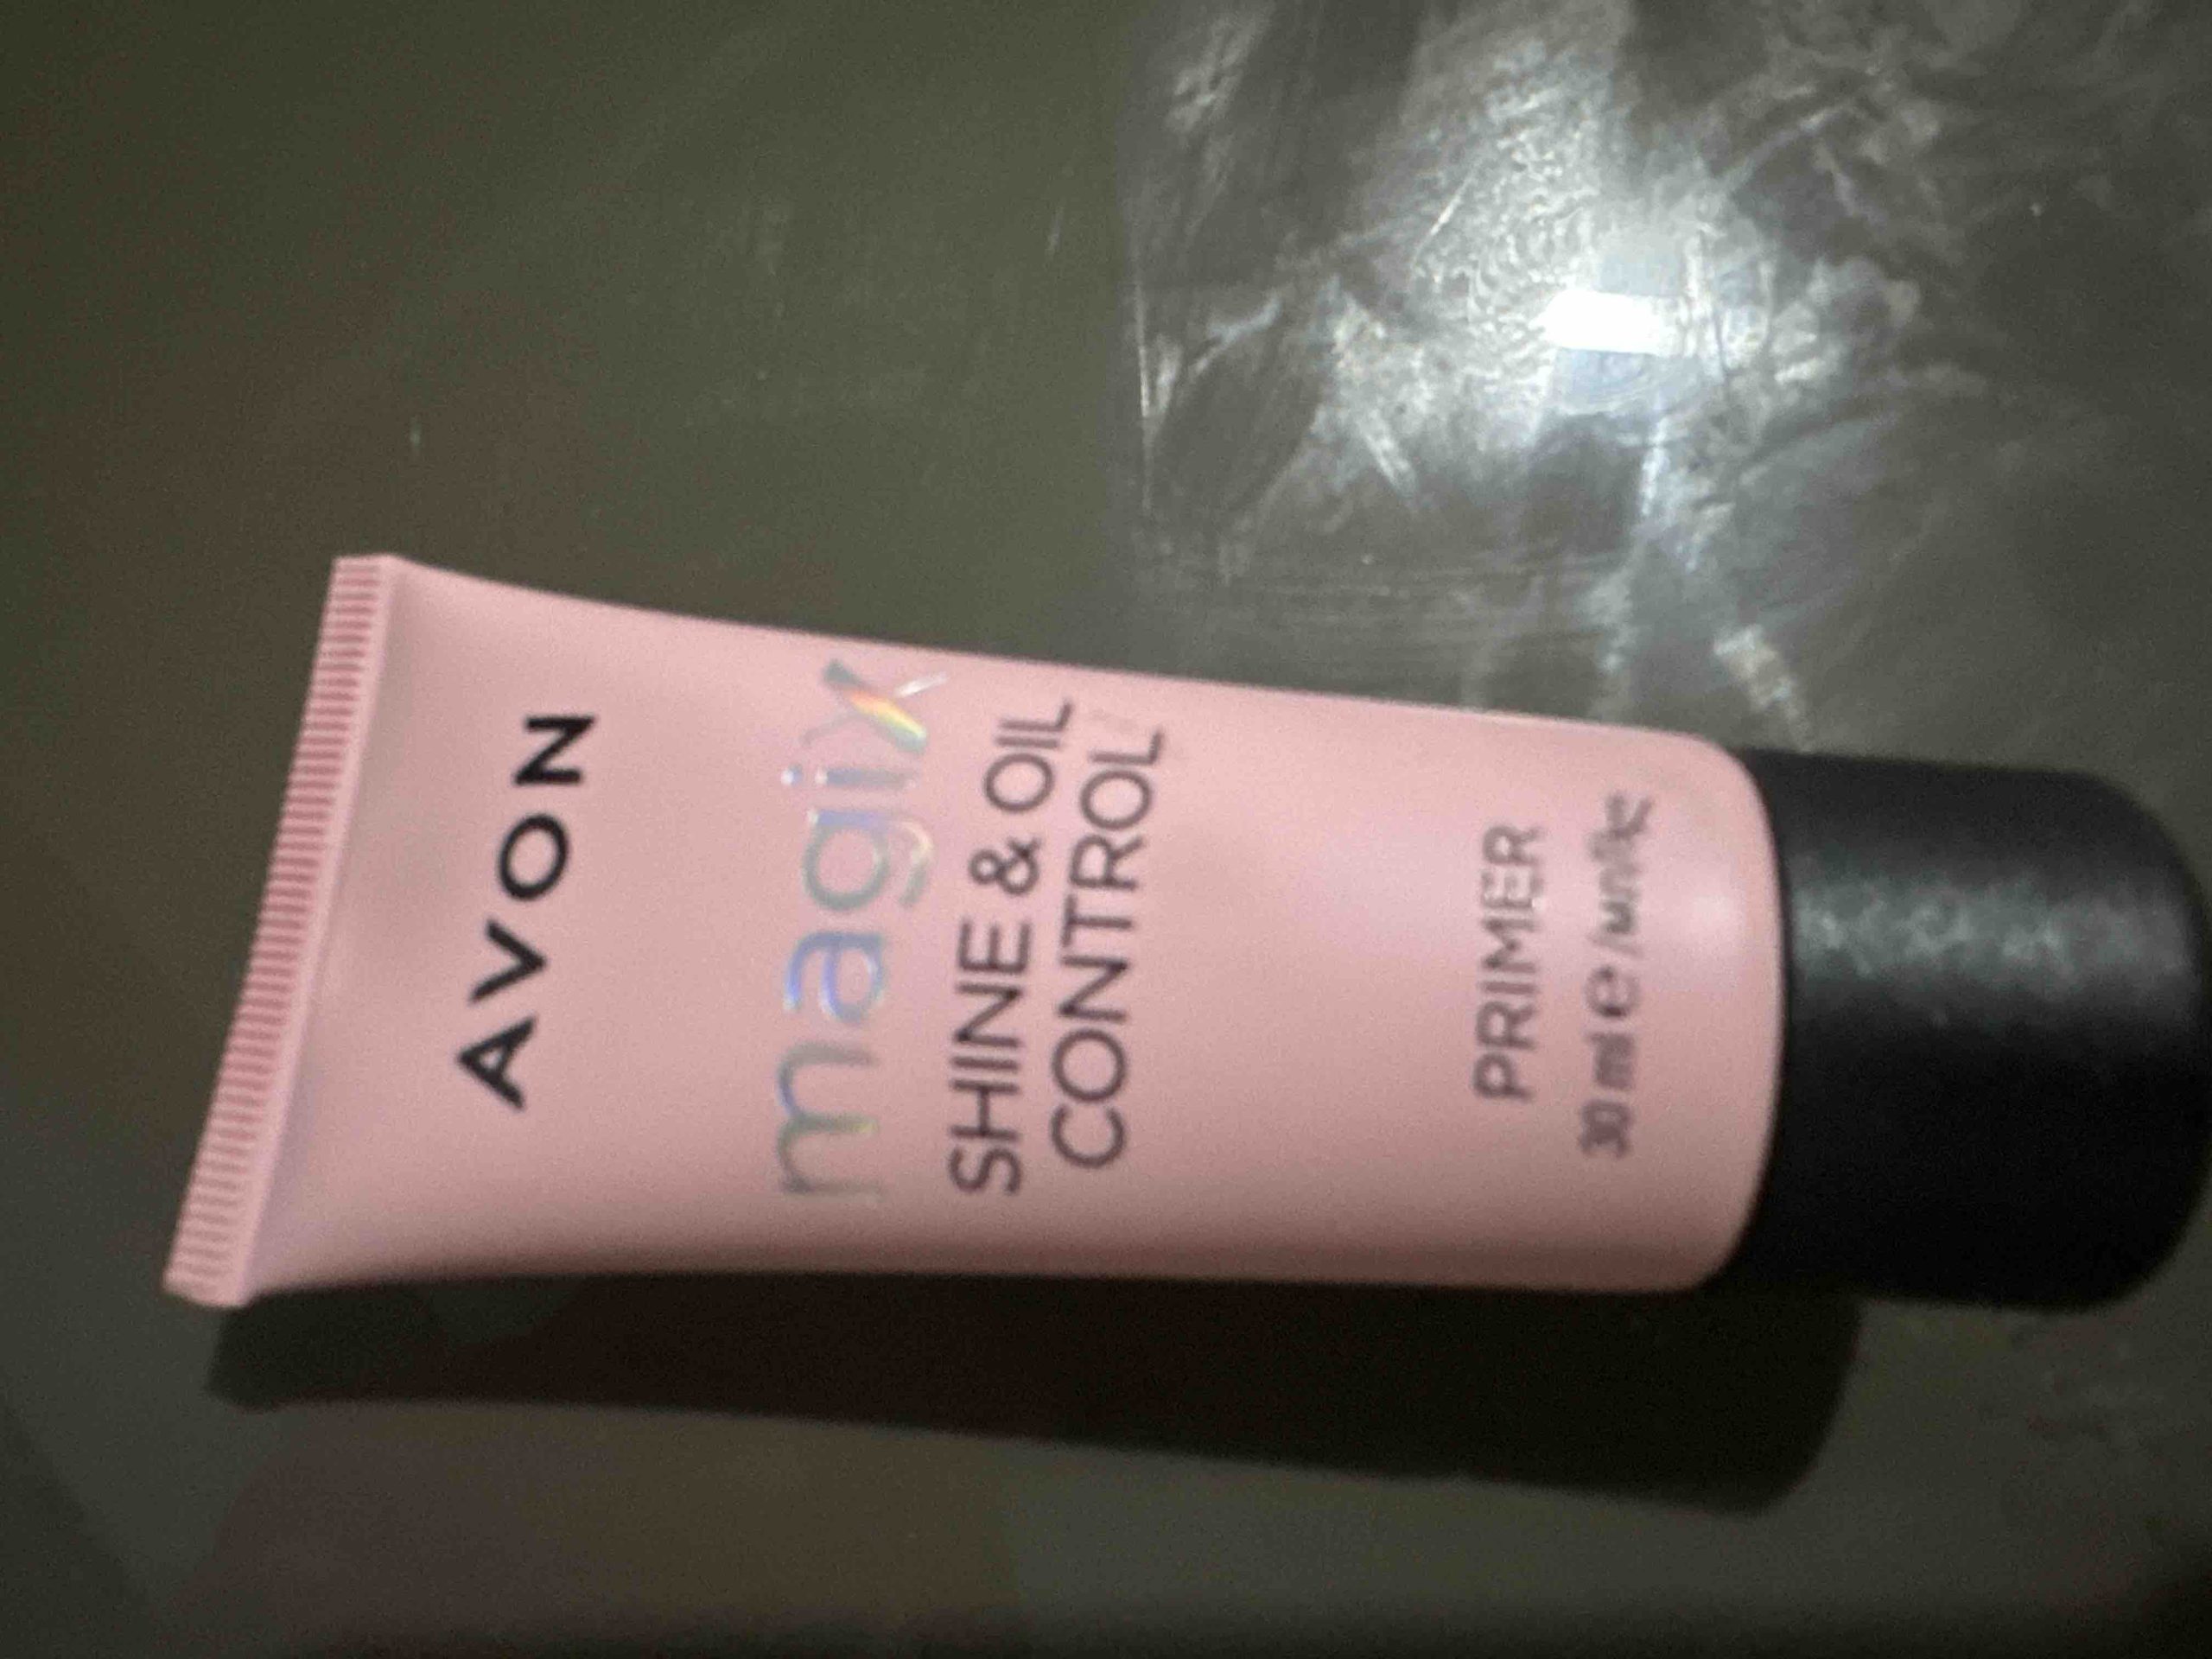 AVON
magix
SHINE & OIL
CONTROL
PRIMER
30 ml e